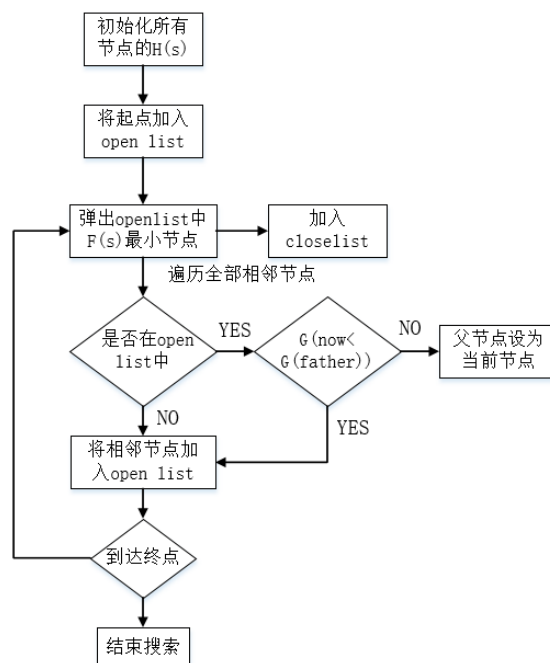 初始化所有
节点的H(s)
将起点加入
open list
弹出openlist中
F(s)最小节点
加入
closelist
遍历全部相邻节点
是否在open
list中
YES
G(now<
G(father))
NO
父节点设为
当前节点
NO
YES
将相邻节点加
入open list
到达终点
结束搜索